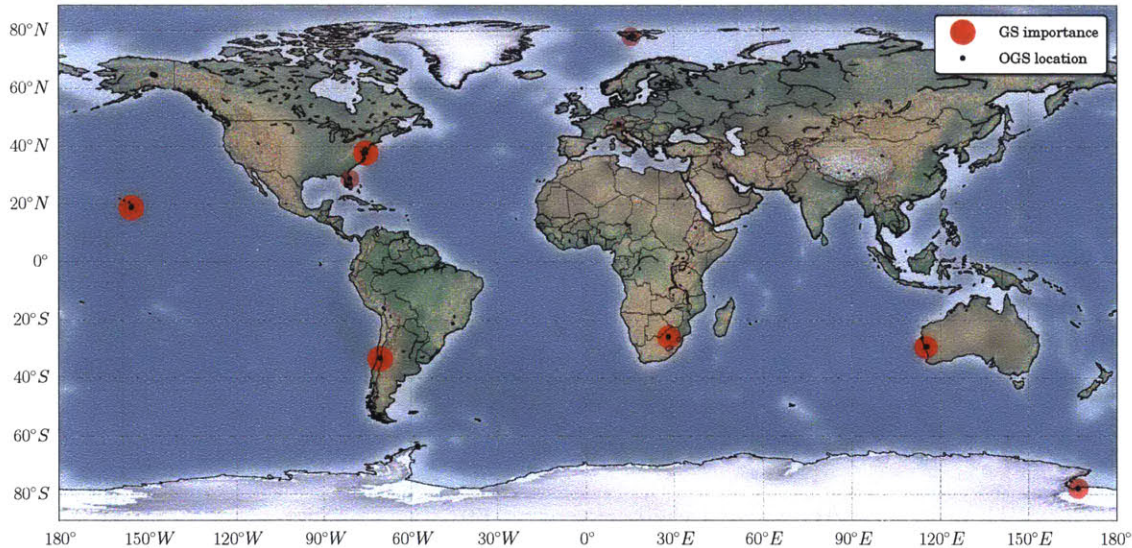 80°N
60°N
40°N
20°N
0°
20°S
40°S
60°S
80°S
GS importance
OGS location
180°
150°W
120°W
90°W
60°W
30°W
0°
30°E
60°E
90°E
120°E
150°E
180°